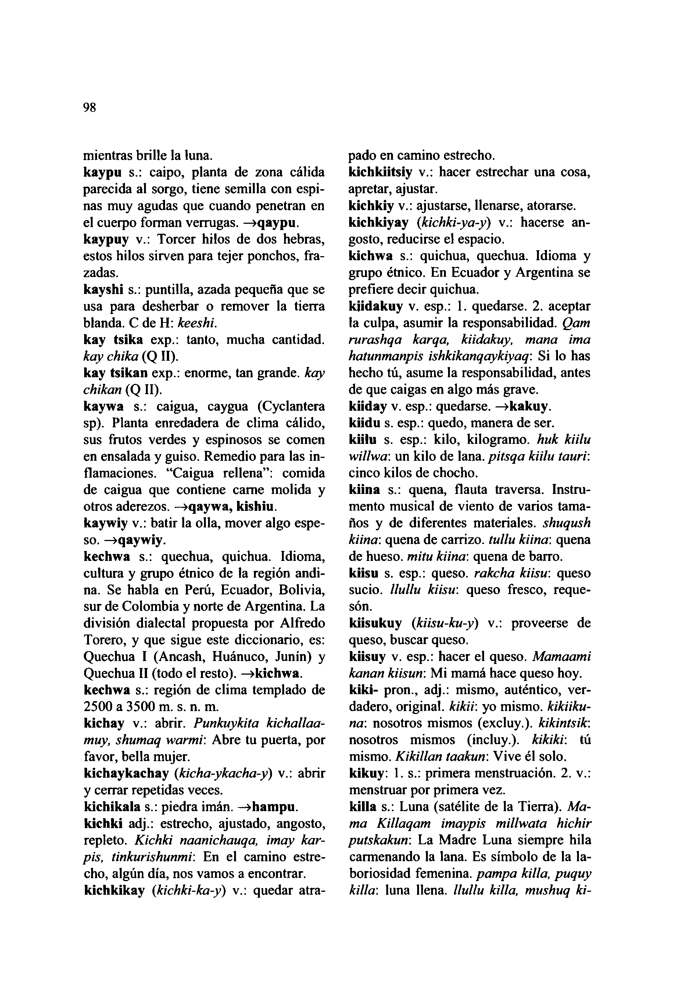 98
mientras brille la luna.
kaypu s.: caipo, planta de zona cálida
parecida al sorgo, tiene semilla con espi-
nas muy agudas que cuando penetran en
el cuerpo forman verrugas. →qaypu.
kaypuy v.: Torcer hilos de dos hebras,
estos hilos sirven para tejer ponchos, fra-
zadas.
kayshi s.: puntilla, azada pequeña que se
usa para desherbar o remover la tierra
blanda. C de H: keeshi.
kay tsika exp.: tanto, mucha cantidad.
kay chika (Q II).
kay tsikan exp.: enorme, tan grande. kay
chikan (Q II).
kaywa s.: caigua, caygua (Cyclantera
sp). Planta enredadera de clima cálido,
sus frutos verdes y espinosos se comen
en ensalada y guiso. Remedio para las in-
flamaciones. “Caigua rellena”: comida
de caigua que contiene carne molida y
otros aderezos. →qaywa, kishiu.
kaywiy v.: batir la olla, mover algo espe-
so. →qaywiy.
kechwa s.: quechua, quichua. Idioma,
cultura y grupo étnico de la región andi-
na. Se habla en Perú, Ecuador, Bolivia,
sur de Colombia y norte de Argentina. La
división dialectal propuesta por Alfredo
Torero, y que sigue este diccionario, es:
Quechua I (Ancash, Huánuco, Junín) y
Quechua II (todo el resto). →kichwa.
kechwa s.: región de clima templado de
2500 a 3500 m. s. n. m.
kichay v.: abrir. Punkuykita kichallaa-
muy, shumaq warmi: Abre tu puerta, por
favor, bella mujer.
kichaykachay (kicha-ykacha-y) v.: abrir
y cerrar repetidas veces.
kichikala s.: piedra imán. →hampu.
kichki adj.: estrecho, ajustado, angosto,
repleto. Kichki naanichauqa, imay kar-
pis, tinkurishunmi: En el camino estre-
cho, algún día, nos vamos a encontrar.
kichkikay (kichki-ka-y) v.: quedar atra-
pado en camino estrecho.
kichkiitsiy v.: hacer estrechar una cosa,
apretar, ajustar.
kichkiy v.: ajustarse, llenarse, atorarse.
kichkiyay (kichki-ya-y) v.: hacerse an-
gosto, reducirse el espacio.
kichwa s.: quichua, quechua. Idioma y
grupo étnico. En Ecuador y Argentina se
prefiere decir quichua.
kiidakuy v. esp.: 1. quedarse. 2. aceptar
la culpa, asumir la responsabilidad. Qam
rurashqa karqa, kiidakuy, mana ima
hatunmanpis ishkikanqaykiyaq: Si lo has
hecho tú, asume la responsabilidad, antes
de que caigas en algo más grave.
kiiday v. esp.: quedarse. →kakuy.
kiidu s. esp.: quedo, manera de ser.
kiilu s. esp.: kilo, kilogramo. huk kiilu
willwa: un kilo de lana. pitsqa kiilu tauri:
cinco kilos de chocho.
kiina s.: quena, flauta traversa. Instru-
mento musical de viento de varios tama-
ños y de diferentes materiales. shuqush
kiina: quena de carrizo. tullu kiina: quena
de hueso. mitu kiina: quena de barro.
kiisu s. esp.: queso. rakcha kiisu: queso
sucio. llullu kiisu: queso fresco, reque-
són.
kiisukuy (kiisu-ku-y) v.: proveerse de
queso, buscar queso.
kiisuy v. esp.: hacer el queso. Mamaami
kanan kiisun: Mi mamá hace queso hoy.
kiki- pron., adj.: mismo, auténtico, ver-
dadero, original. kikii: yo mismo. kikiiku-
na: nosotros mismos (excluy.). kikintsik:
nosotros mismos (incluy.). kikiki: tú
mismo. Kikillan taakun: Vive él solo.
kikuy: 1. s.: primera menstruación. 2. v.:
menstruar por primera vez.
killa s.: Luna (satélite de la Tierra). Ma-
ma Killaqam imaypis millwata hichir
putskakun: La Madre Luna siempre hila
carmenando la lana. Es símbolo de la la-
boriosidad femenina. pampa killa, puquy
killa: luna llena. llullu killa, mushuq ki-